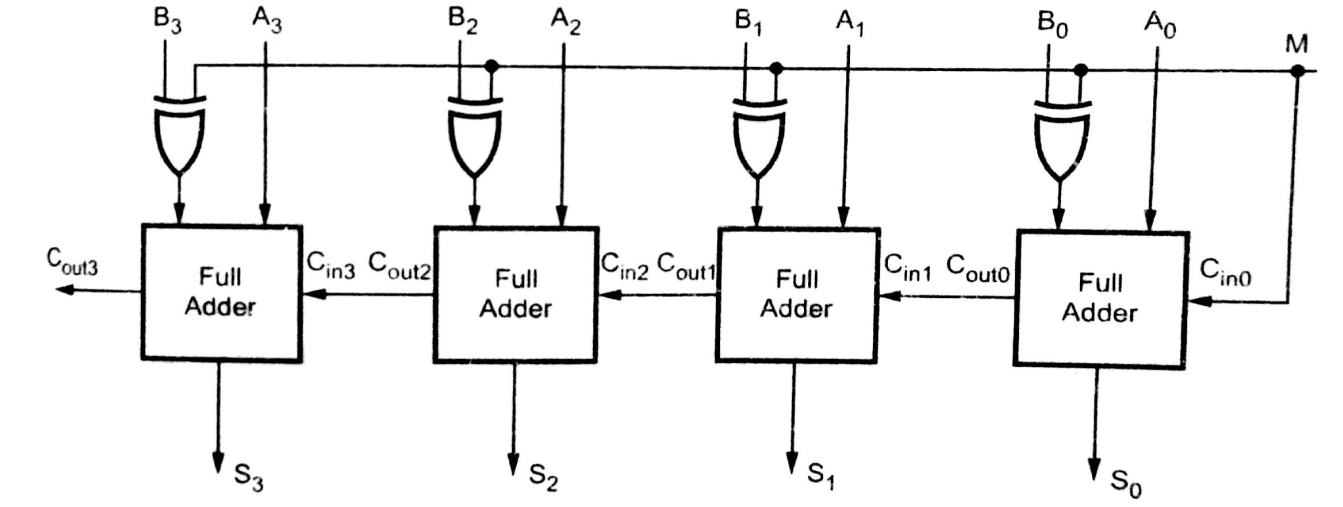 B3 A3 B2 A2 B1 A1 B0 A0 M
Cout3 Full Adder Cin3 Cout2 Full Adder Cin2 Cout1 Full Adder Cin1 Cout0 Full Adder Cin0
S3 S2 S1 S0